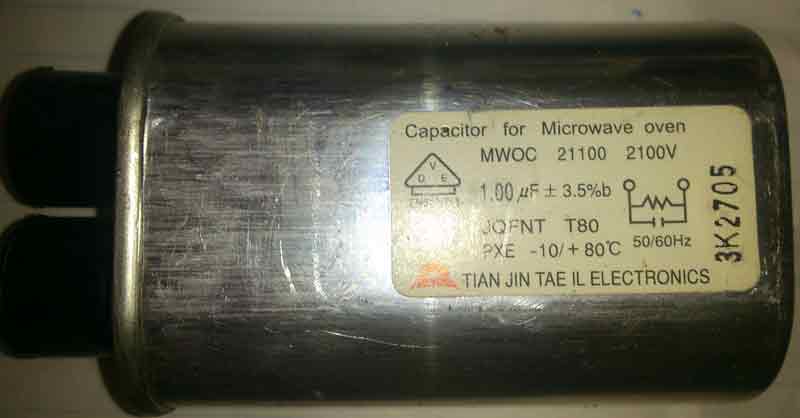 Capacitor for Microwave oven
MWOC 21100 2100V
V
D E
1.00 µF ± 3.5%b
JQFNT T80
PXE -10/+80℃
50/60Hz
TIAN JIN TAE IL ELECTRONICS
3K2705